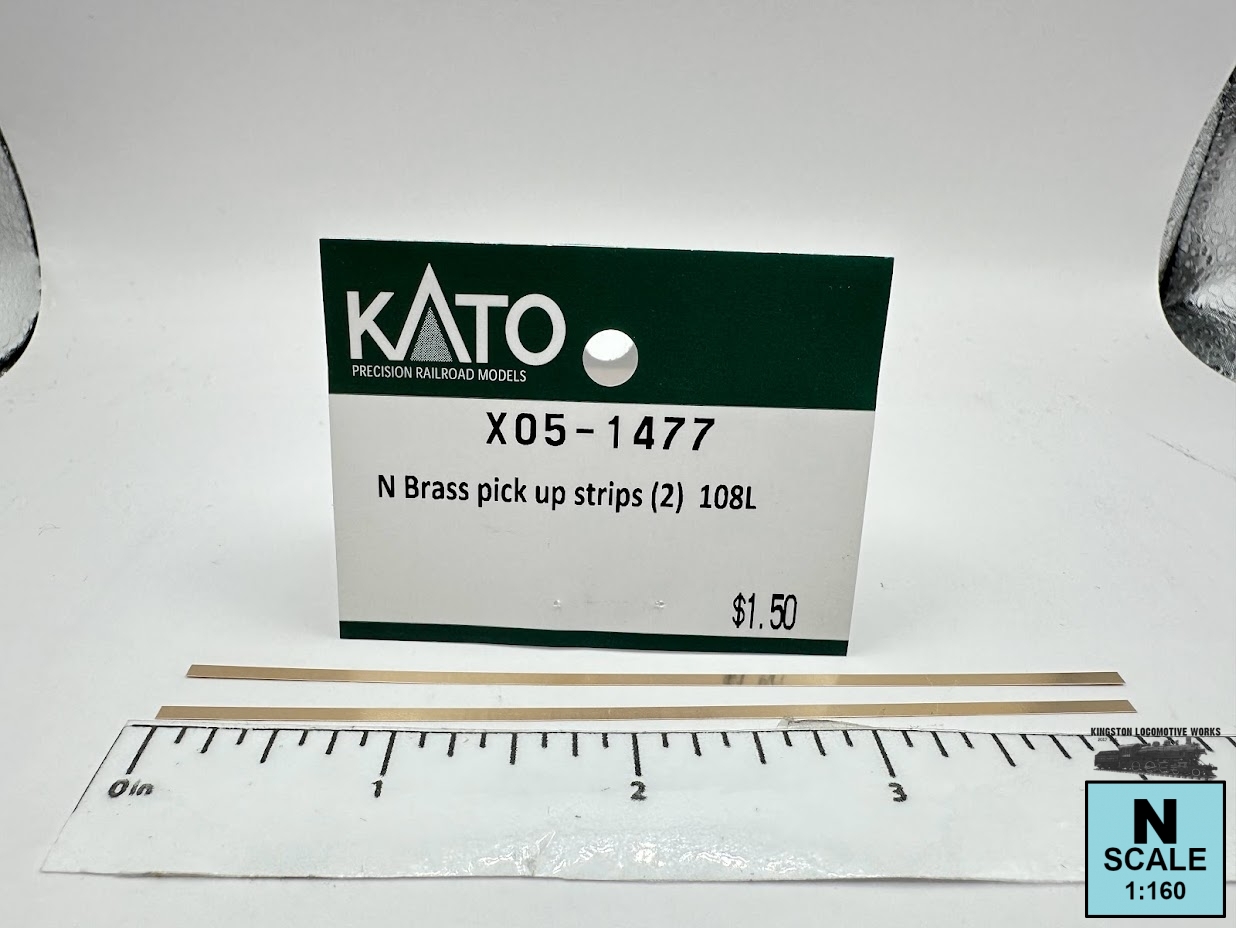 KATO
PRECISION RAILROAD MODELS
X05-1477
N Brass pick up strips (2) 108L
$1.50
0in 1 2 3
KINGSTON LOCOMOTIVE WORKS
N
SCALE
1:160